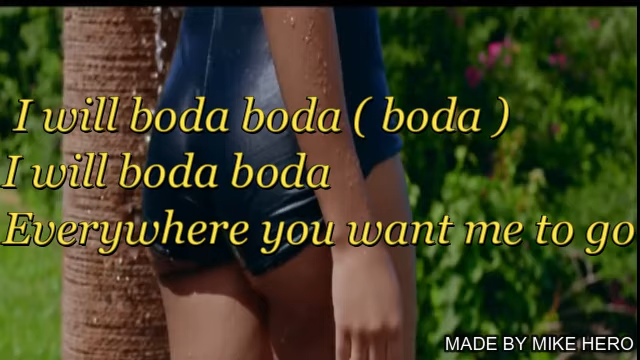 I will boda boda ( boda )
I will boda boda
Everywhere you want me to go
MADE BY MIKE HERO